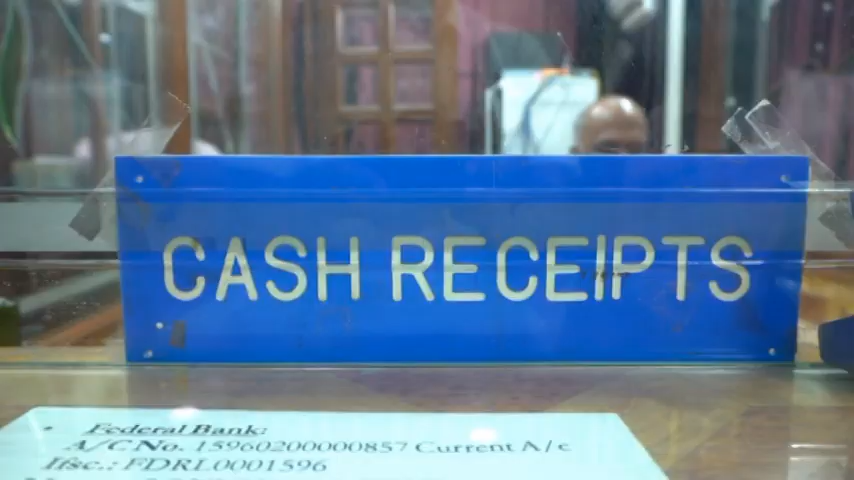 CASH RECEIPTS
• Federal Bank:
A/C No. 15960200000857 Current A/c
Ifsc.: FDRL0001596